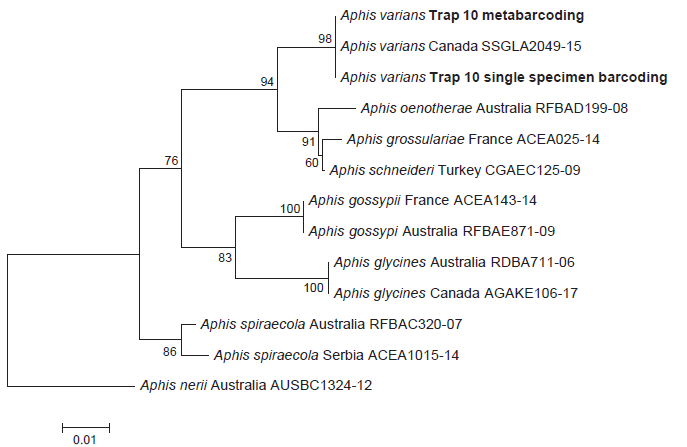 Aphis varians Trap 10 metabarcoding
98
Aphis varians Canada SSGLA2049-15
Aphis varians Trap 10 single specimen barcoding
94
Aphis oenotherae Australia RFBAD199-08
91
Aphis grossulariae France ACEA025-14
60
Aphis schneideri Turkey CGAEC125-09
76
Aphis gossypii France ACEA143-14
100
Aphis gossypi Australia RFBAE871-09
83
Aphis glycines Australia RDBA711-06
100
Aphis glycines Canada AGAKE106-17
Aphis spiraecola Australia RFBAC320-07
86
Aphis spiraecola Serbia ACEA1015-14
Aphis nerii Australia AUSBC1324-12
0.01